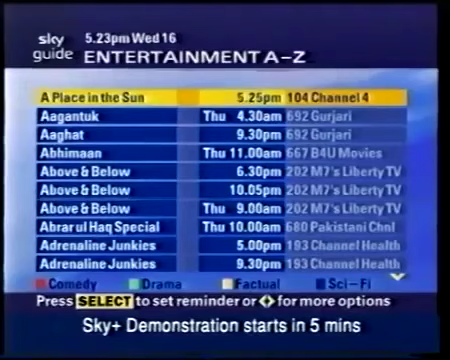 sky guide 5.23pm Wed 16
ENTERTAINMENT A-Z
A Place in the Sun 5.25pm 104 Channel 4
Aagantuk Thu 4.30am 692 Gurjari
Aaghat 9.30pm 692 Gurjari
Abhimaan Thu 11.00am 667 B4U Movies
Above & Below 6.30pm 202 M7's Liberty TV
Above & Below 10.05pm 202 M7's Liberty TV
Above & Below Thu 9.00am 202 M7's Liberty TV
Abrar ul Haq Special Thu 10.00am 680 Pakistani Chnl
Adrenaline Junkies 5.00pm 193 Channel Health
Adrenaline Junkies 9.30pm 193 Channel Health
Comedy Drama Factual Sci-Fi
Press SELECT to set reminder or for more options
Sky+ Demonstration starts in 5 mins